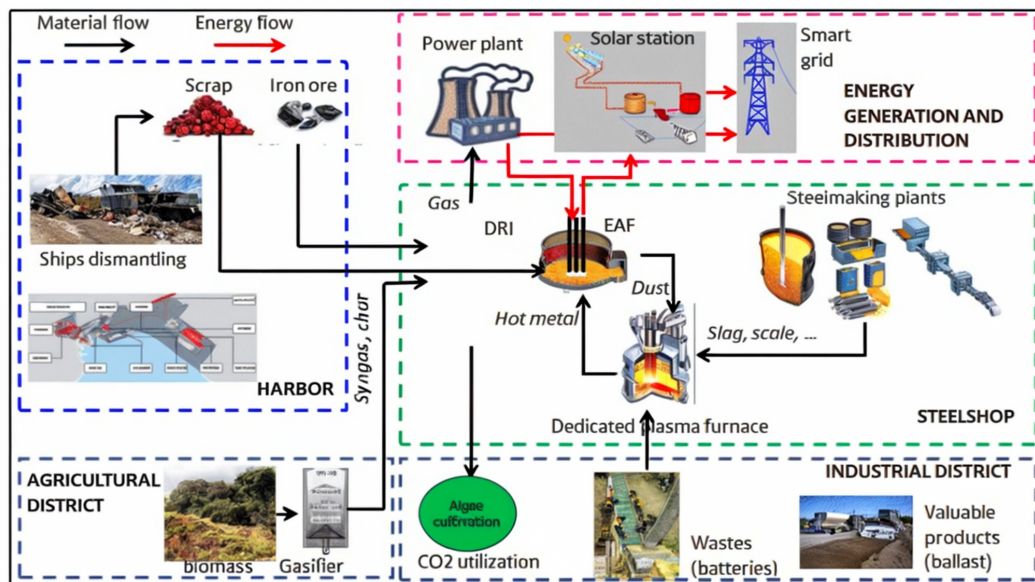 Material flow
Energy flow
Scrap
Iron ore
Ships dismantling
HARBOR
Power plant
Solar station
Smart
grid
ENERGY
GENERATION AND
DISTRIBUTION
Gas
DRI
EAF
Steeimaking plants
Dust
Hot metal
Slag, scale, ...
Dedicated plasma furnace
STEELSHOP
Syngas, char
AGRICULTURAL
DISTRICT
biomass
Gasifier
Algae
CO2 utilization
Wastes
(batteries)
INDUSTRIAL DISTRICT
Valuable
products
(ballast)